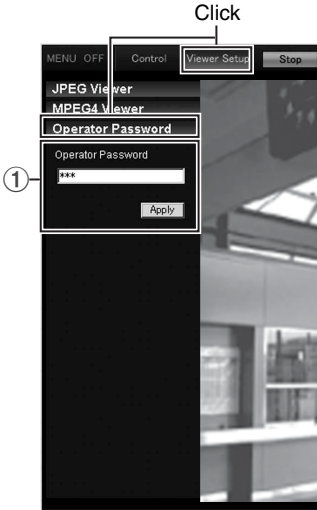 Click
MENU OFF Control Viewer Setup Stop
JPEG Viewer
MPEG4 Viewer
Operator Password
Operator Password
①
***
Apply